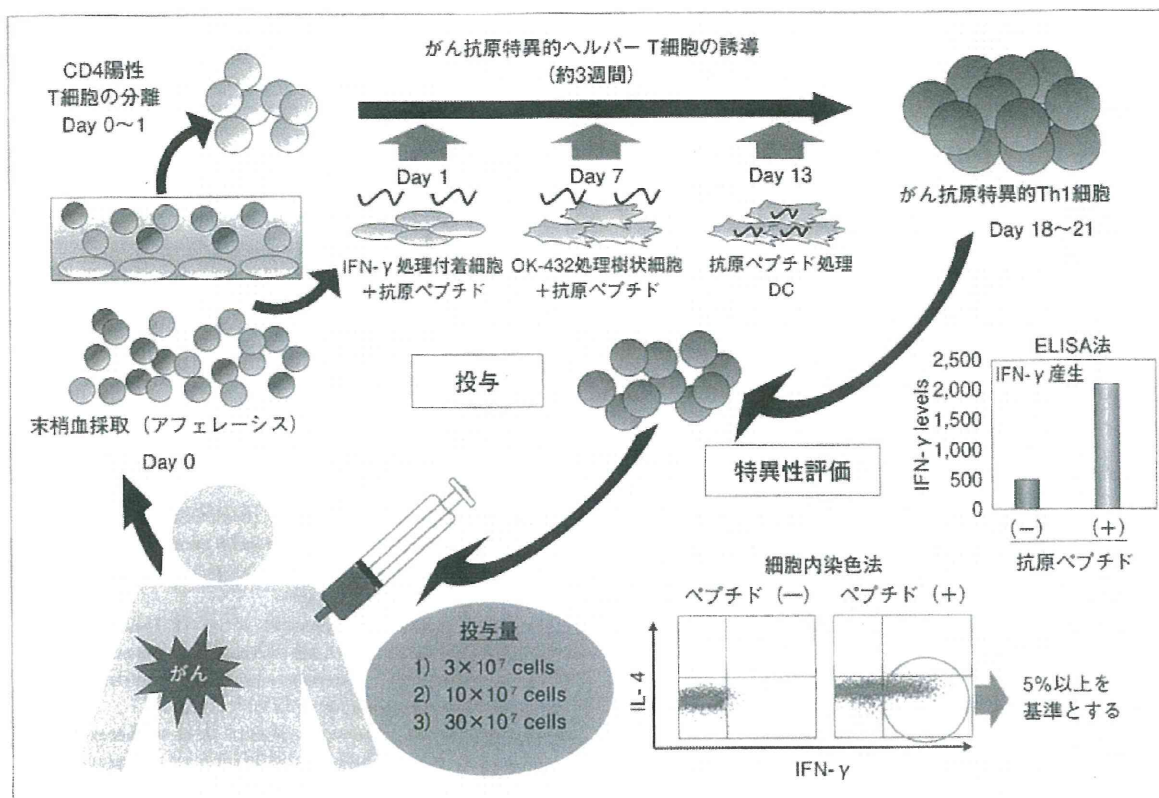 がん抗原特異的ヘルパー T細胞の誘導
（約3週間）
CD4陽性
T細胞の分離
Day 0〜1
Day 1
Day 7
Day 13
IFN-γ 処理付着細胞
＋抗原ペプチド
OK-432処理樹状細胞
＋抗原ペプチド
抗原ペプチド処理
DC
がん抗原特異的Th1細胞
Day 18〜21
末梢血採取（アフェレーシス）
Day 0
投与
特異性評価
ELISA法
IFN-γ 産生
IFN-γ levels
2,500
2,000
1,500
1,000
500
0
(−)
(+)
抗原ペプチド
がん
投与量
1) 3×10⁷ cells
2) 10×10⁷ cells
3) 30×10⁷ cells
細胞内染色法
ペプチド（−）
ペプチド（+）
IL-4
IFN-γ
5%以上を
基準とする